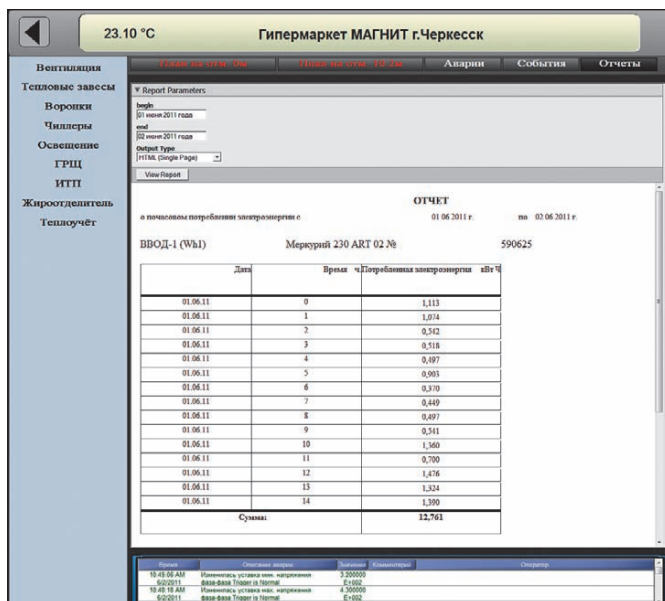 23.10 °C Гипермаркет МАГНИТ г.Черкесск
Вентиляция
Тепловые завесы
Воронки
Чиллеры
Освещение
ГРЩ
ИТП
Жироотделитель
Теплоучёт
Аварии События Отчеты
Report Parameters
begin
01 июня 2011 года
end
02 июня 2011 года
Output Type
HTML (Single Page)
View Report
ОТЧЕТ
о почасовом потреблении электроэнергии с 01 06 2011 г. по 02 06 2011 г.
ВВОД-1 (Wh1) Меркурий 230 ART 02 № 590625
Дата Время ч. Потребленная электроэнергия кВт Ч
01.06.11 0 1,113
01.06.11 1 1,074
01.06.11 2 0,542
01.06.11 3 0,518
01.06.11 4 0,497
01.06.11 5 0,903
01.06.11 6 0,370
01.06.11 7 0,449
01.06.11 8 0,497
01.06.11 9 0,541
01.06.11 10 1,360
01.06.11 11 0,700
01.06.11 12 1,476
01.06.11 13 1,324
01.06.11 14 1,390
Сумма: 12,761
Время Описание аварии Значение Комментарий Оператор
10:49:06 AM Изменилась уставка мин. напряжения 3.200000
6/2/2011 фаза-фаза Trigger is Normal E+002
10:48:18 AM Изменилась уставка мах. напряжения 4.300000
6/2/2011 фаза-фаза Trigger is Normal E+002